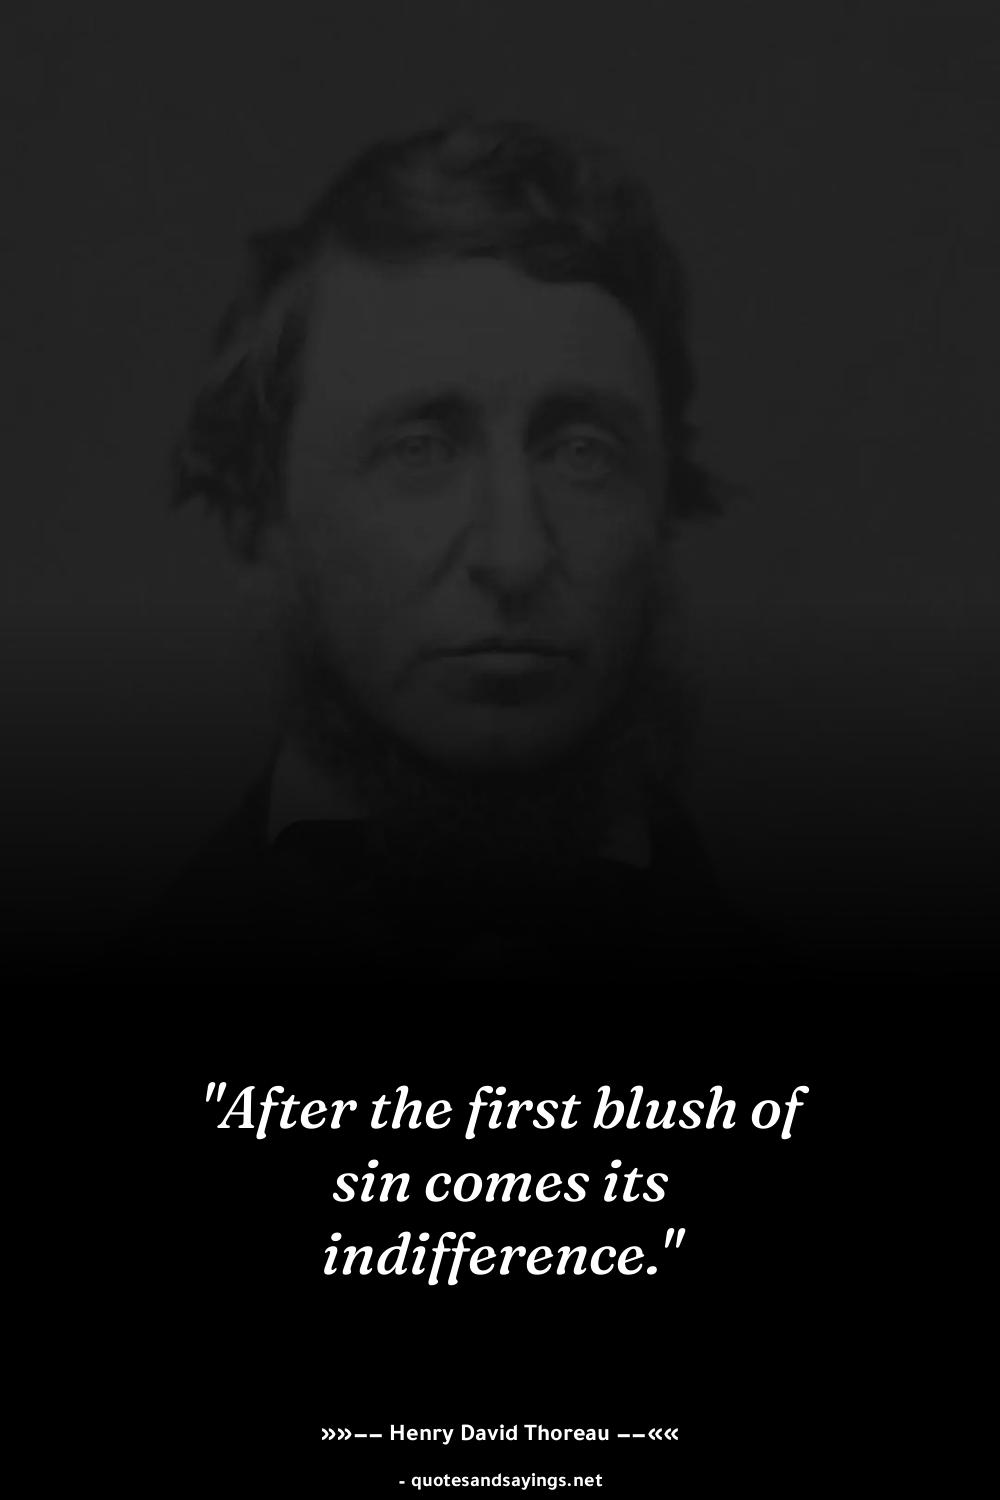 "After the first blush of
sin comes its
indifference."
»»–– Henry David Thoreau ––««
- quotesandsayings.net